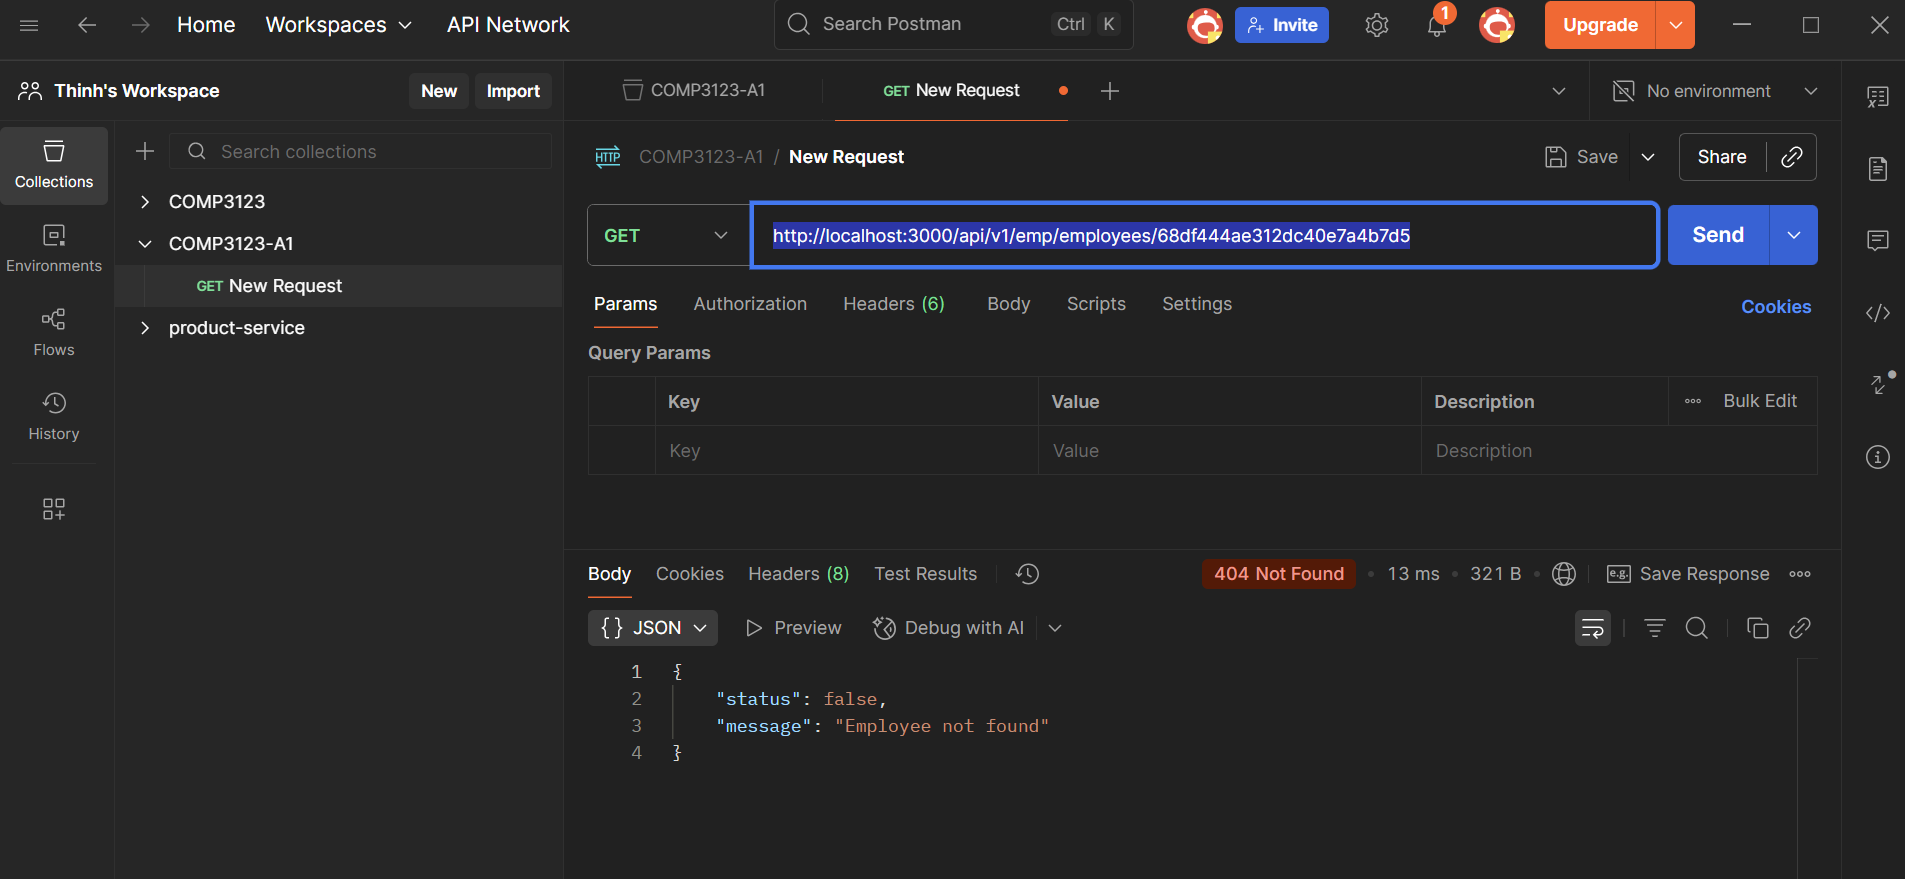 Home Workspaces API Network Search Postman Ctrl K Invite 1 Upgrade
Thinh's Workspace New Import COMP3123-A1 GET New Request No environment
Collections
Environments
Flows
History
Search collections
COMP3123
COMP3123-A1
GET New Request
product-service
HTTP COMP3123-A1 / New Request Save Share
GET http://localhost:3000/api/v1/emp/employees/68df444ae312dc40e7a4b7d5 Send
Params Authorization Headers (6) Body Scripts Settings Cookies
Query Params
Key Value Description Bulk Edit
Key Value Description
Body Cookies Headers (8) Test Results 404 Not Found • 13 ms • 321 B • e.g. Save Response
{} JSON Preview Debug with AI
1 {
2 "status": false,
3 "message": "Employee not found"
4 }